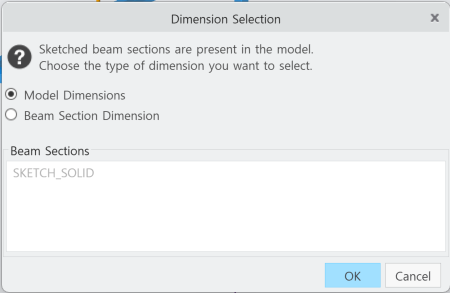 Dimension Selection
Sketched beam sections are present in the model.
Choose the type of dimension you want to select.
Model Dimensions
Beam Section Dimension
Beam Sections
SKETCH_SOLID
OK
Cancel